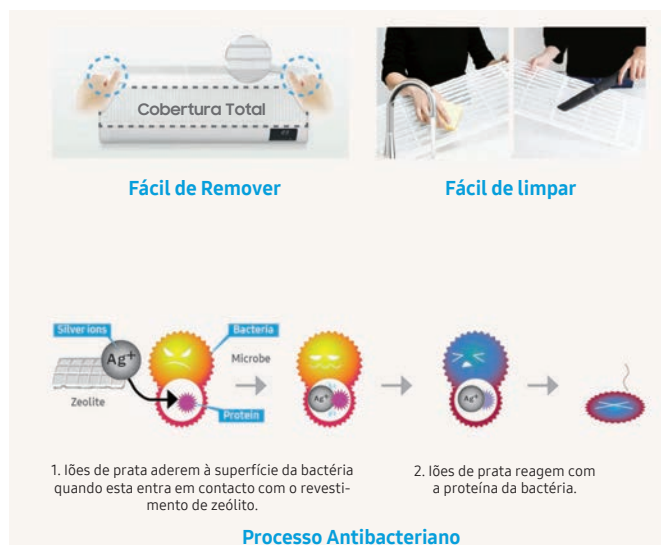 Cobertura Total
Fácil de Remover
Fácil de limpar
Silver ions
Ag+
Zeolite
Bacteria
Microbe
Protein
Ag+
Ag+
1. Iões de prata aderem à superfície da bactéria
quando esta entra em contacto com o revesti-
mento de zeólito.
2. Iões de prata reagem com
a proteína da bactéria.
Processo Antibacteriano